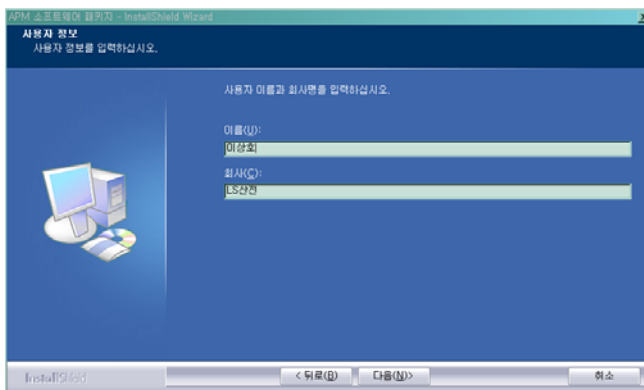 APM 소프트웨어 패키지 - InstallShield Wizard
사용자 정보
사용자 정보를 입력하십시오.
사용자 이름과 회사명을 입력하십시오.
이름(U):
이상회
회사(C):
LS산전
InstallShield
< 뒤로(B)
다음(N)>
취소